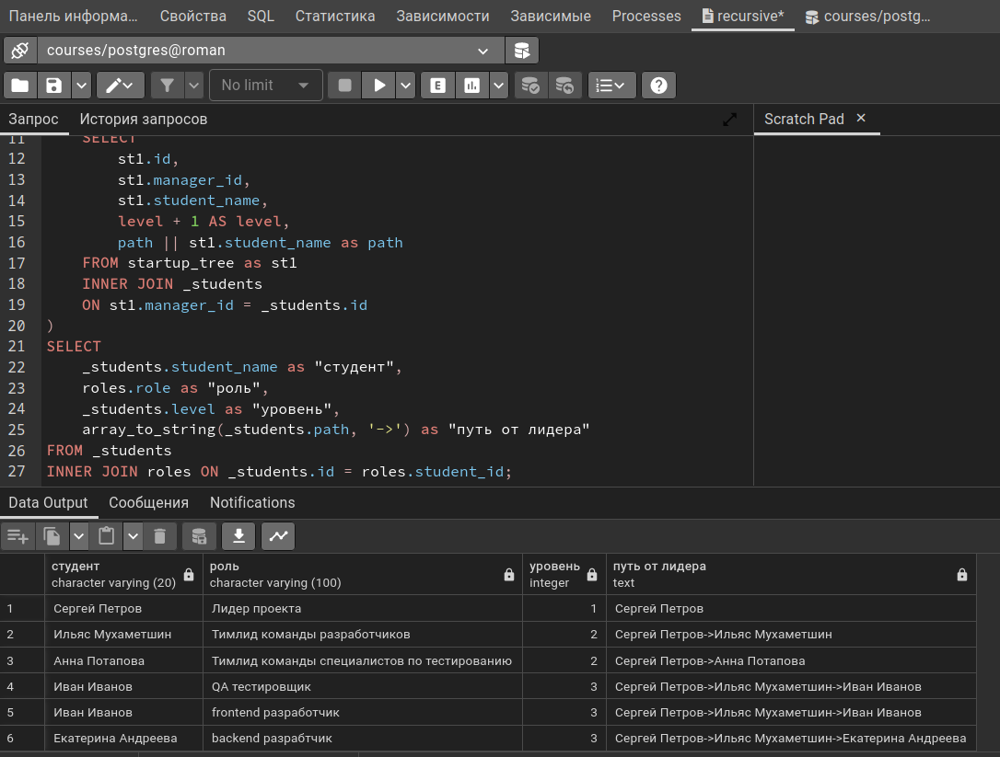 Панель информа... Свойства SQL Статистика Зависимости Зависимые Processes recursive* courses/postg...
courses/postgres@roman
No limit E ?
Запрос История запросов Scratch Pad ×
11 SELECT
12 st1.id,
13 st1.manager_id,
14 st1.student_name,
15 level + 1 AS level,
16 path || st1.student_name as path
17 FROM startup_tree as st1
18 INNER JOIN _students
19 ON st1.manager_id = _students.id
20 )
21 SELECT
22 _students.student_name as "студент",
23 roles.role as "роль",
24 _students.level as "уровень",
25 array_to_string(_students.path, '->') as "путь от лидера"
26 FROM _students
27 INNER JOIN roles ON _students.id = roles.student_id;
Data Output Сообщения Notifications
студент роль уровень путь от лидера
character varying (20) character varying (100) integer text
1 Сергей Петров Лидер проекта 1 Сергей Петров
2 Ильяс Мухаметшин Тимлид команды разработчиков 2 Сергей Петров->Ильяс Мухаметшин
3 Анна Потапова Тимлид команды специалистов по тестированию 2 Сергей Петров->Анна Потапова
4 Иван Иванов QA тестировщик 3 Сергей Петров->Ильяс Мухаметшин->Иван Иванов
5 Иван Иванов frontend разработчик 3 Сергей Петров->Ильяс Мухаметшин->Иван Иванов
6 Екатерина Андреева backend разрабтчик 3 Сергей Петров->Ильяс Мухаметшин->Екатерина Андреева